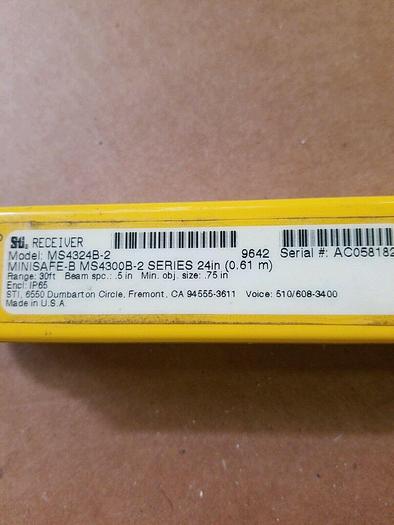 STI RECEIVER
Model: MS4324B-2 9642 Serial #: AC058182
MINISAFE-B MS4300B-2 SERIES 24in (0.61 m)
Range: 30ft Beam spc.: .5 in Min. obj. size: .75 in
Encl: IP65
STI, 6550 Dumbarton Circle, Fremont, CA 94555-3611 Voice: 510/608-3400
Made in U.S.A.